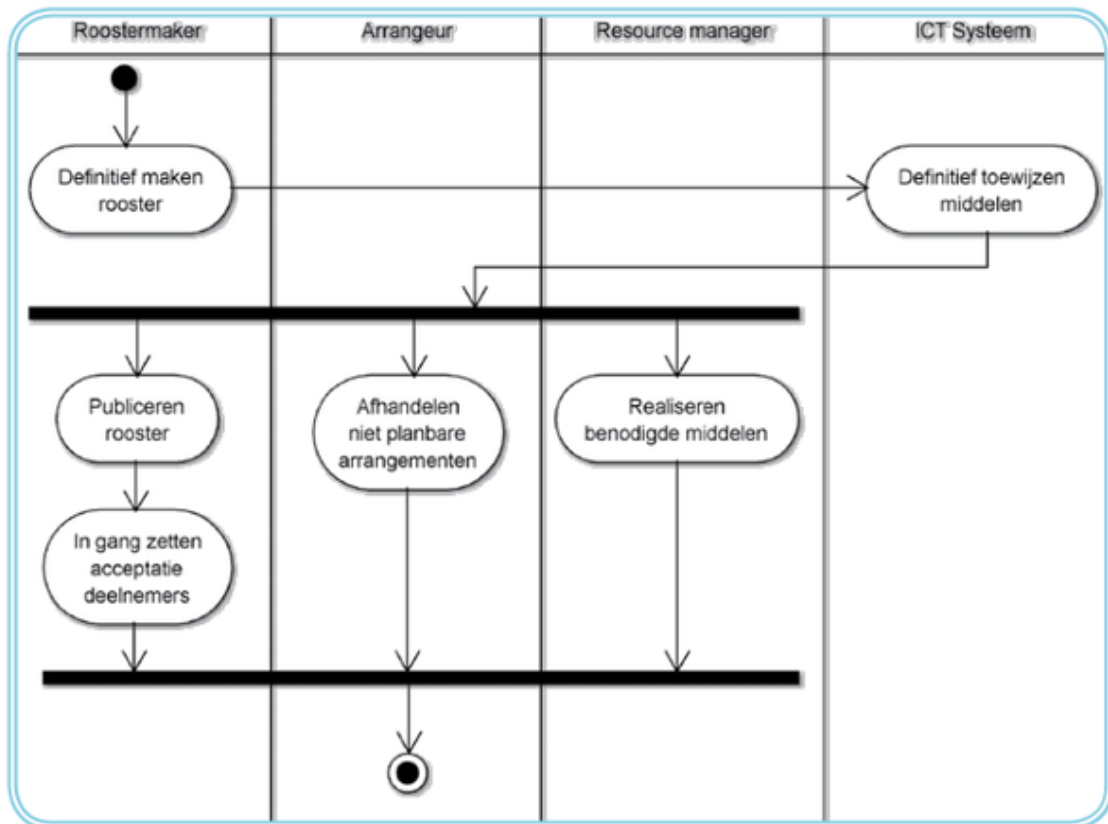 Roostermaker
Arrangeur
Resource manager
ICT Systeem
Definitief maken
rooster
Definitief toewijzen
middelen
Publiceren
rooster
Afhandelen
niet planbare
arrangementen
Realiseren
benodigde middelen
In gang zetten
acceptatie
deelnemers